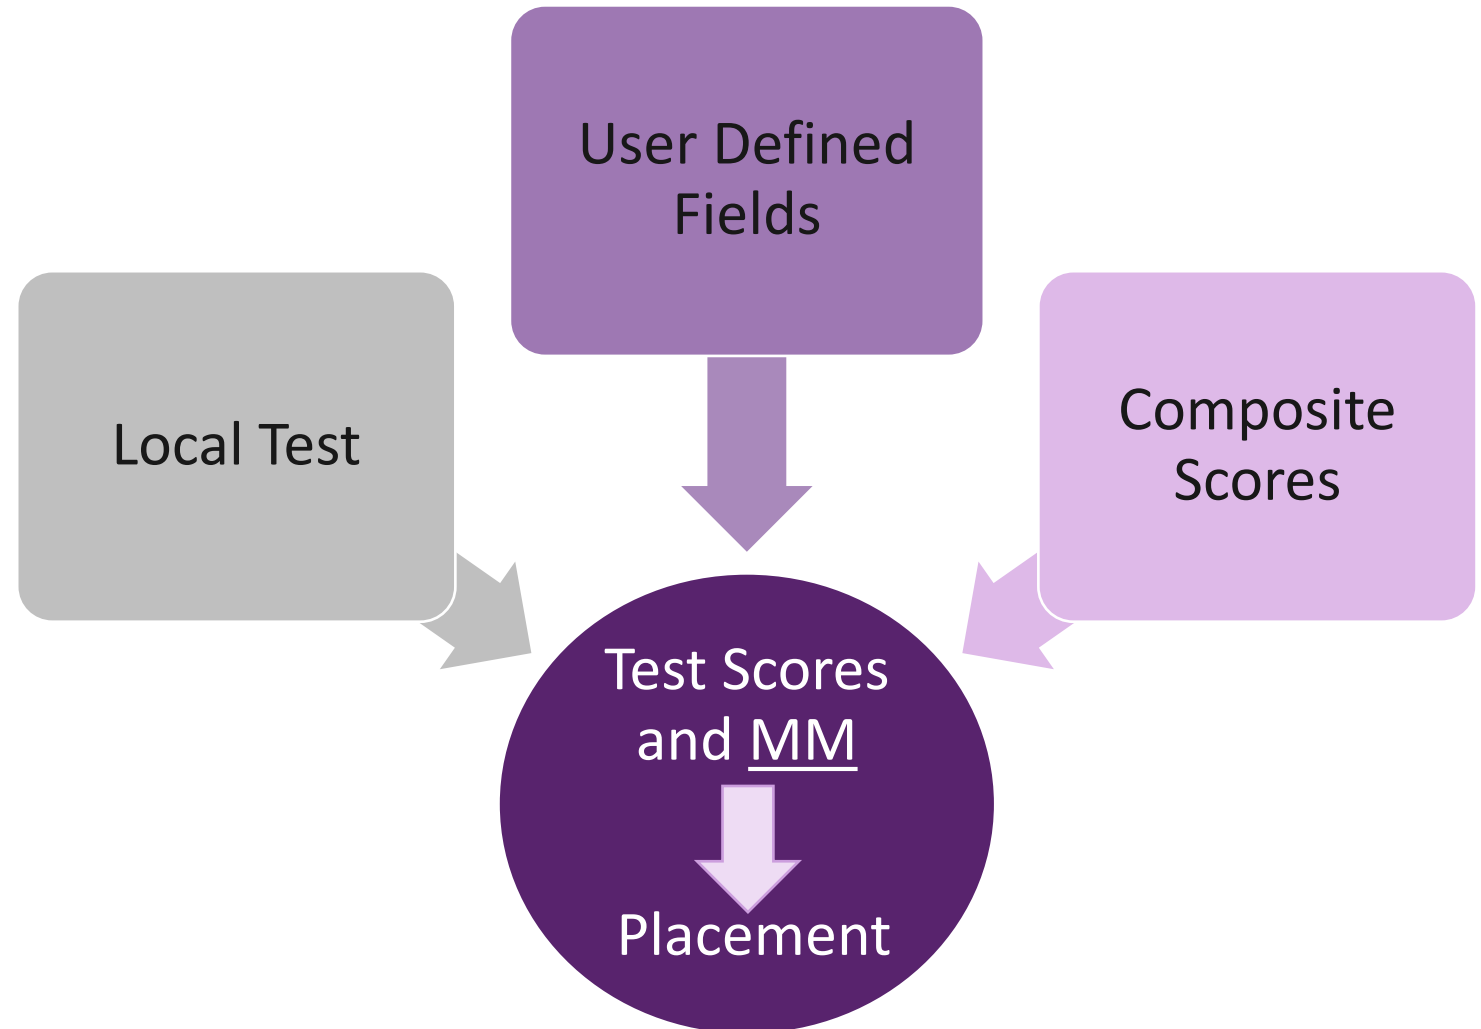 User Defined
Fields
Local Test
Composite
Scores
Test Scores
and MM
Placement